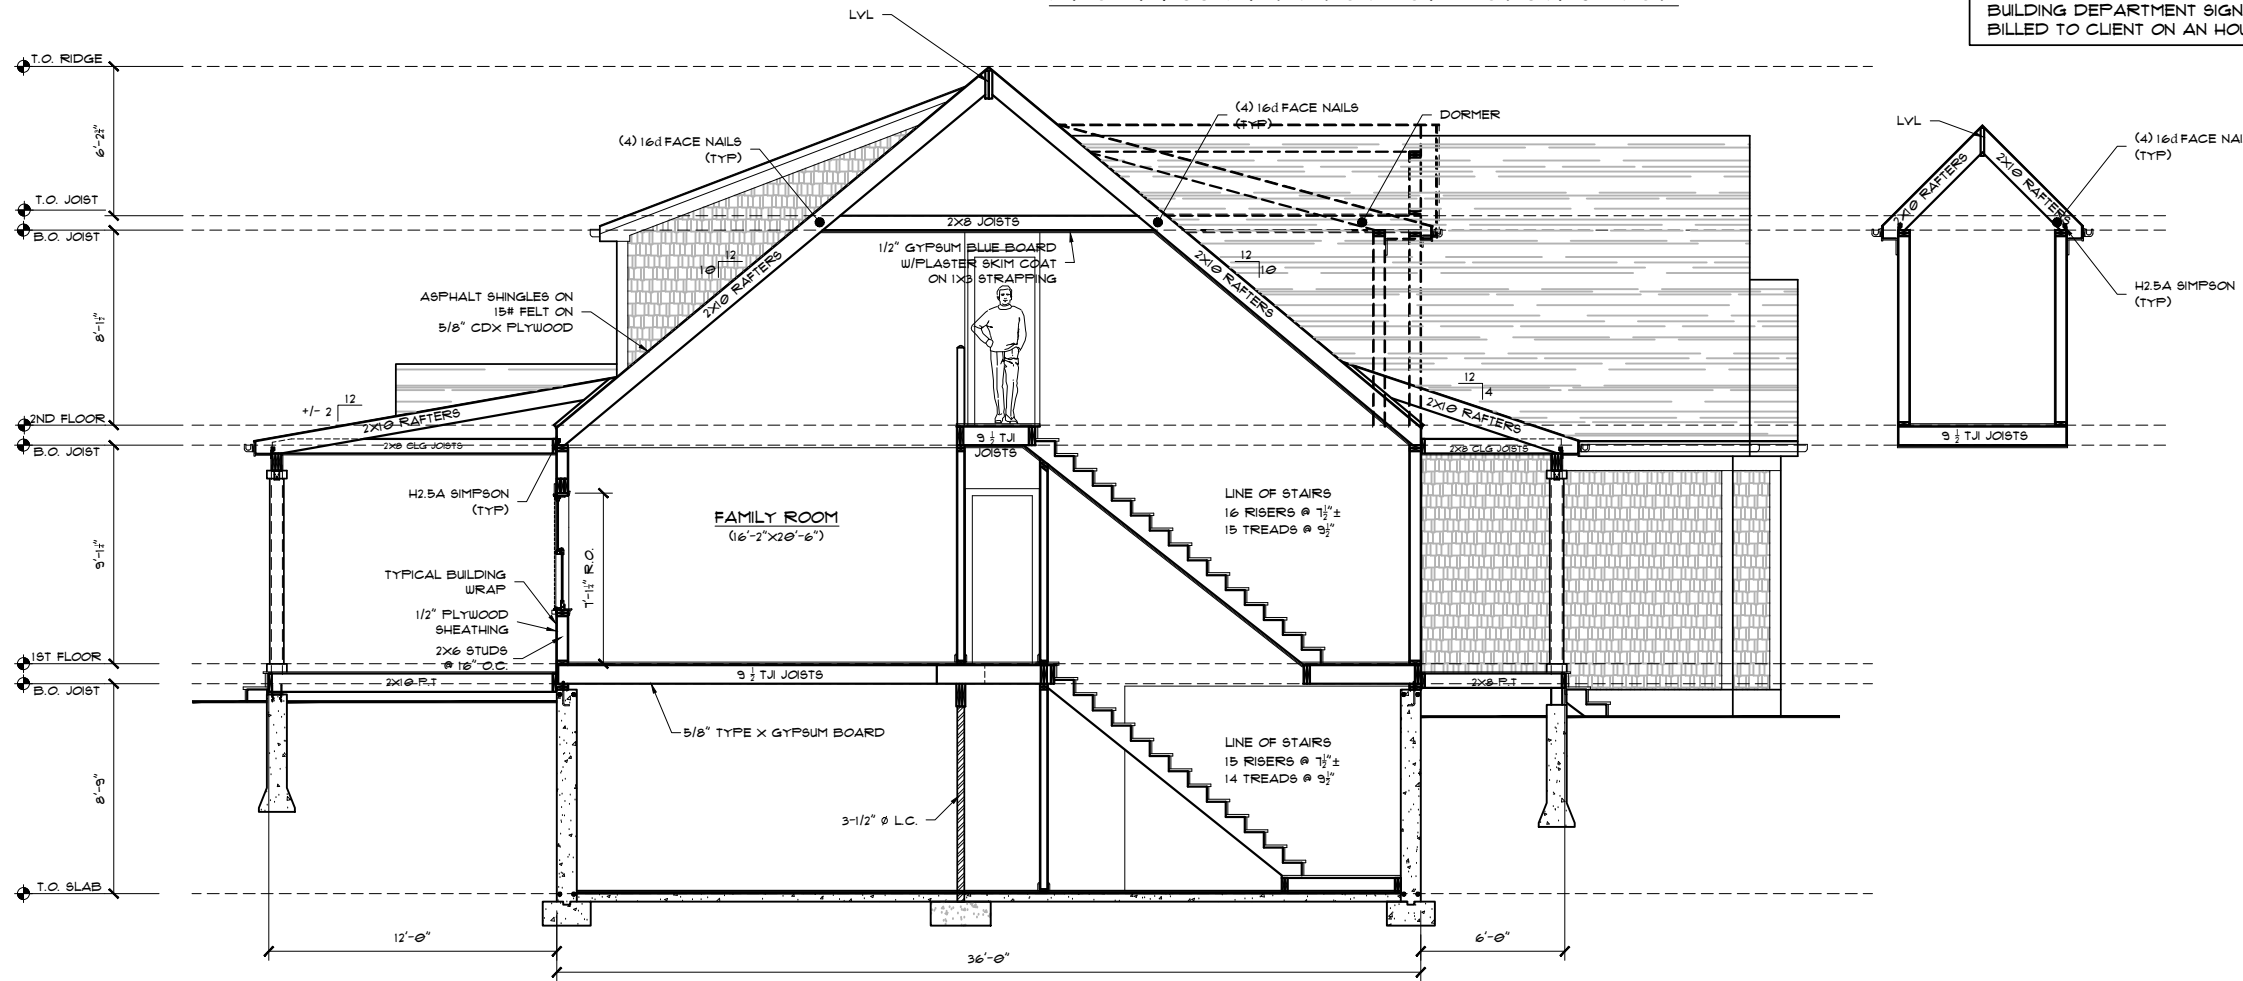 BUILDING DEPARTMENT SIGN
BILLED TO CLIENT ON AN HOU
LVL
T.O. RIDGE
6'-2¾"
(4) 16d FACE NAILS
(TYP)
(4) 16d FACE NAILS
(TYP)
DORMER
LVL
(4) 16d FACE NAI
(TYP)
2X10 RAFTERS
2X10 RAFTERS
T.O. JOIST
B.O. JOIST
2X8 JOISTS
1/2" GYPSUM BLUE BOARD
W/PLASTER SKIM COAT
ON 1X3 STRAPPING
12
10
2X10 RAFTERS
12
10
2X10 RAFTERS
H2.5A SIMPSON
(TYP)
ASPHALT SHINGLES ON
15# FELT ON
5/8" CDX PLYWOOD
8'-1½"
12
+/- 2
2X10 RAFTERS
12
4
2X10 RAFTERS
2ND FLOOR
B.O. JOIST
2X8 CLG JOISTS
9 ½ TJI
JOISTS
2X8 CLG JOISTS
9 ½ TJI JOISTS
H2.5A SIMPSON
(TYP)
FAMILY ROOM
(16'-2"X20'-6")
LINE OF STAIRS
16 RISERS @ 7½"±
15 TREADS @ 9½"
9'-1½"
7'-1½" R.O.
TYPICAL BUILDING
WRAP
1/2" PLYWOOD
SHEATHING
2X6 STUDS
@ 16" O.C.
1ST FLOOR
B.O. JOIST
2X10 P.T
9 ½ TJI JOISTS
2X8 P.T
5/8" TYPE X GYPSUM BOARD
LINE OF STAIRS
15 RISERS @ 7½"±
14 TREADS @ 9½"
8'-9"
3-1/2" Ø L.C.
T.O. SLAB
12'-0"
36'-0"
6'-0"